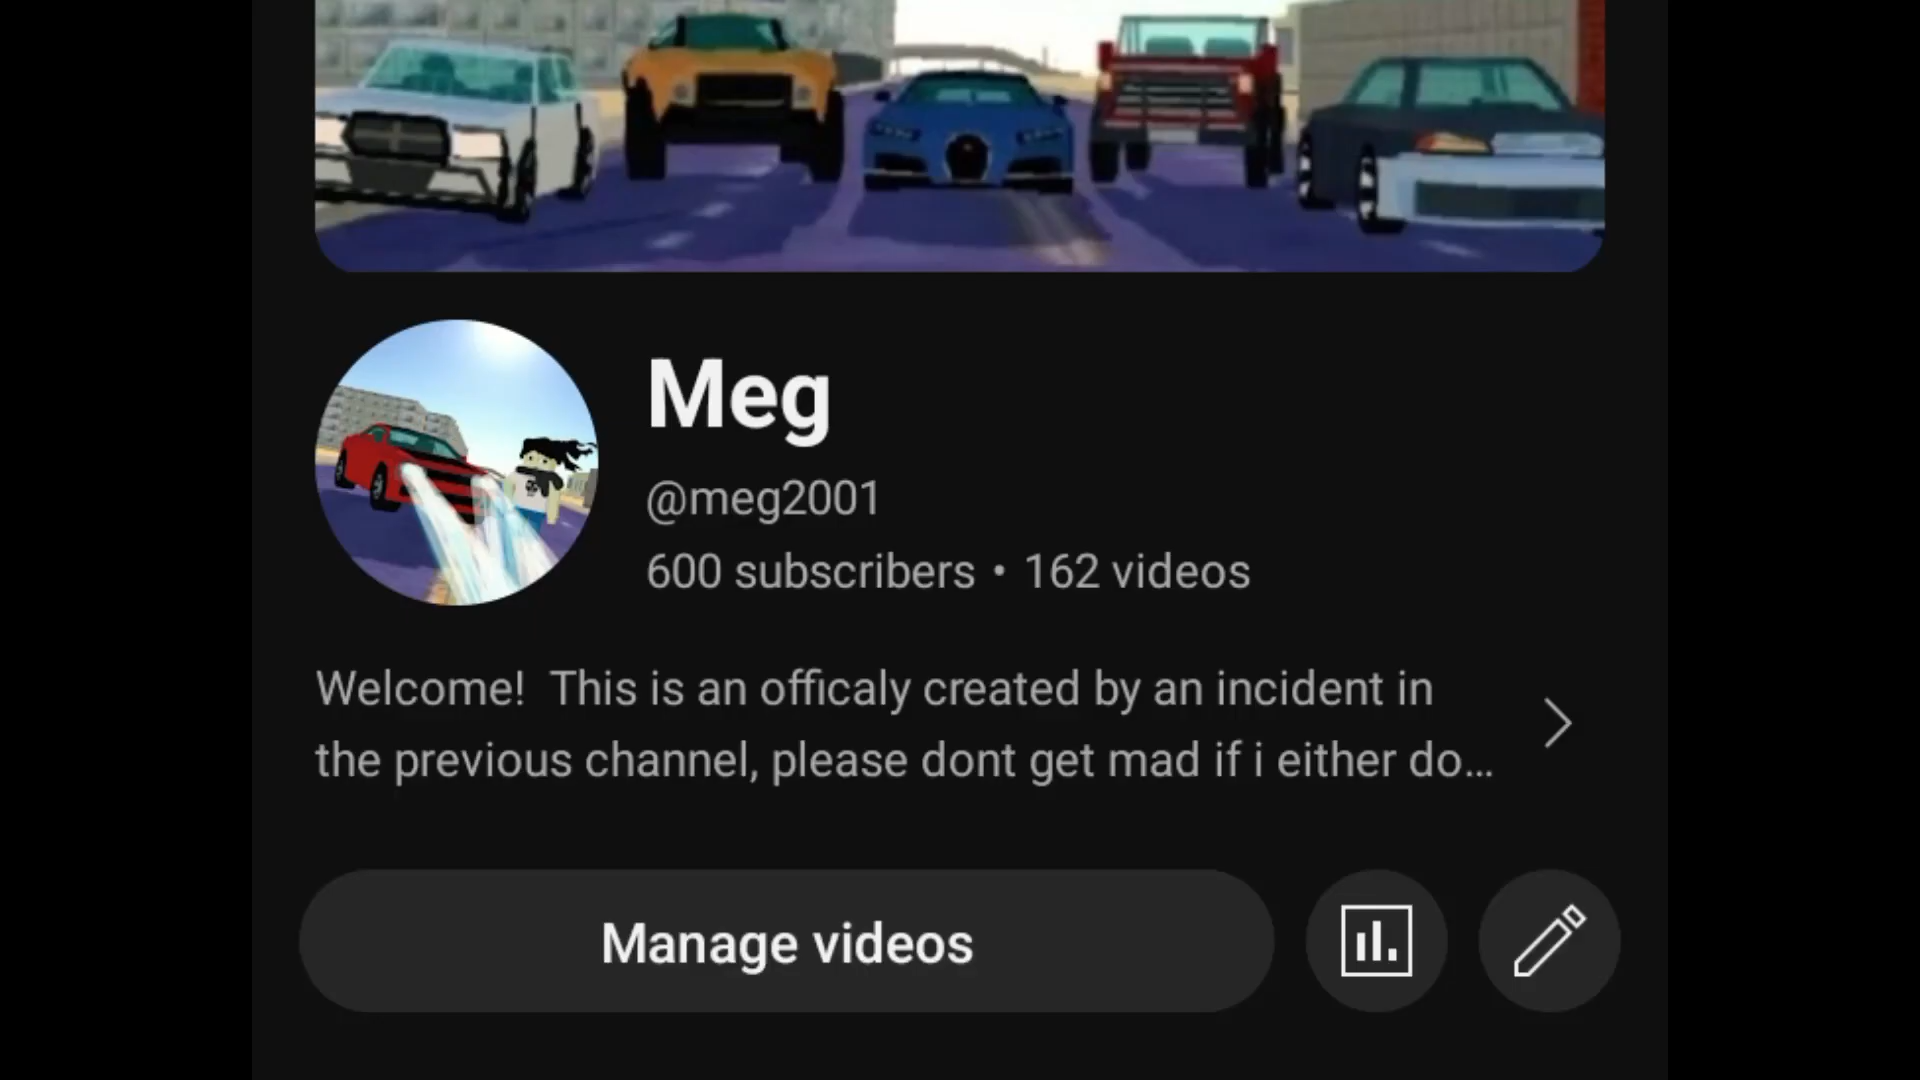 Meg
@meg2001
600 subscribers • 162 videos
Welcome!  This is an officaly created by an incident in
the previous channel, please dont get mad if i either do...
Manage videos